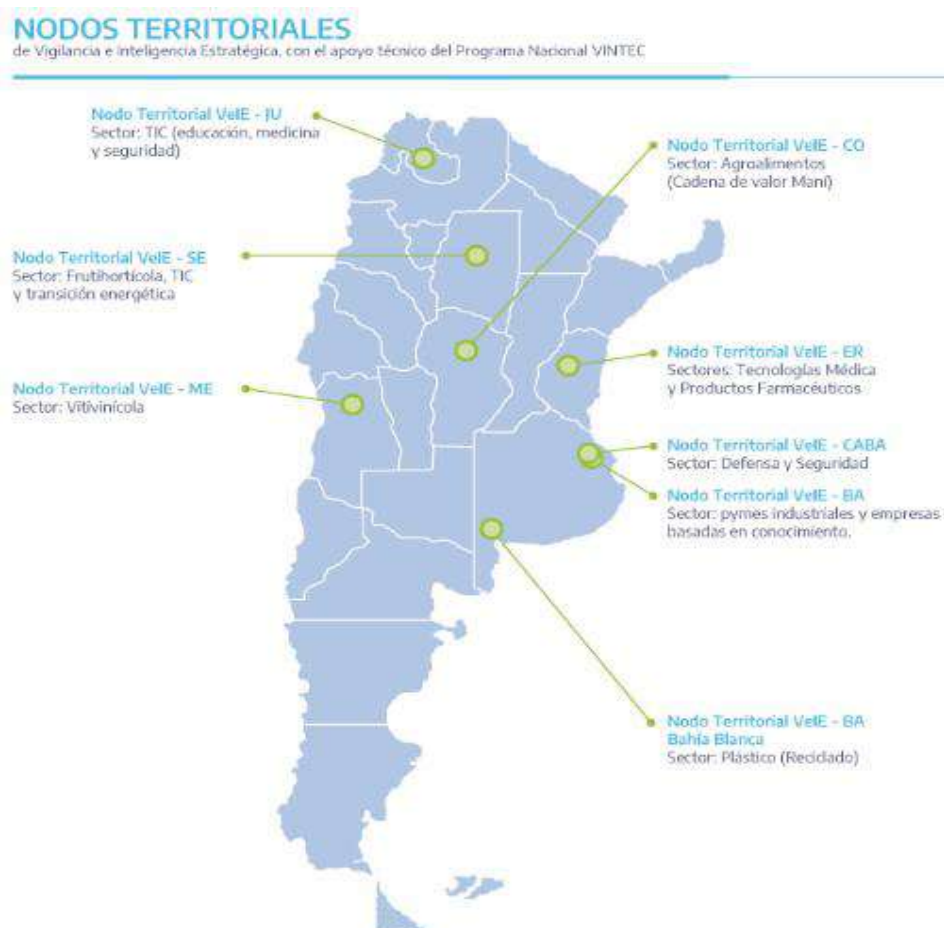 NODOS TERRITORIALES
de Vigilancia e Inteligencia Estratégica, con el apoyo técnico del Programa Nacional VINTEC
Nodo Territorial VeIE - JU
Sector: TIC (educación, medicina
y seguridad)
Nodo Territorial VeIE - CO
Sector: Agroalimentos
(Cadena de valor Maní)
Nodo Territorial VeIE - SE
Sector: Frutihortícola, TIC
y transición energética
Nodo Territorial VeIE - ER
Sectores: Tecnologías Médica
y Productos Farmacéuticos
Nodo Territorial VeIE - ME
Sector: Vitivinícola
Nodo Territorial VeIE - CABA
Sector: Defensa y Seguridad
Nodo Territorial VeIE - BA
Sector: pymes industriales y empresas
basadas en conocimiento.
Nodo Territorial VeIE - BA
Bahía Blanca
Sector: Plástico (Reciclado)